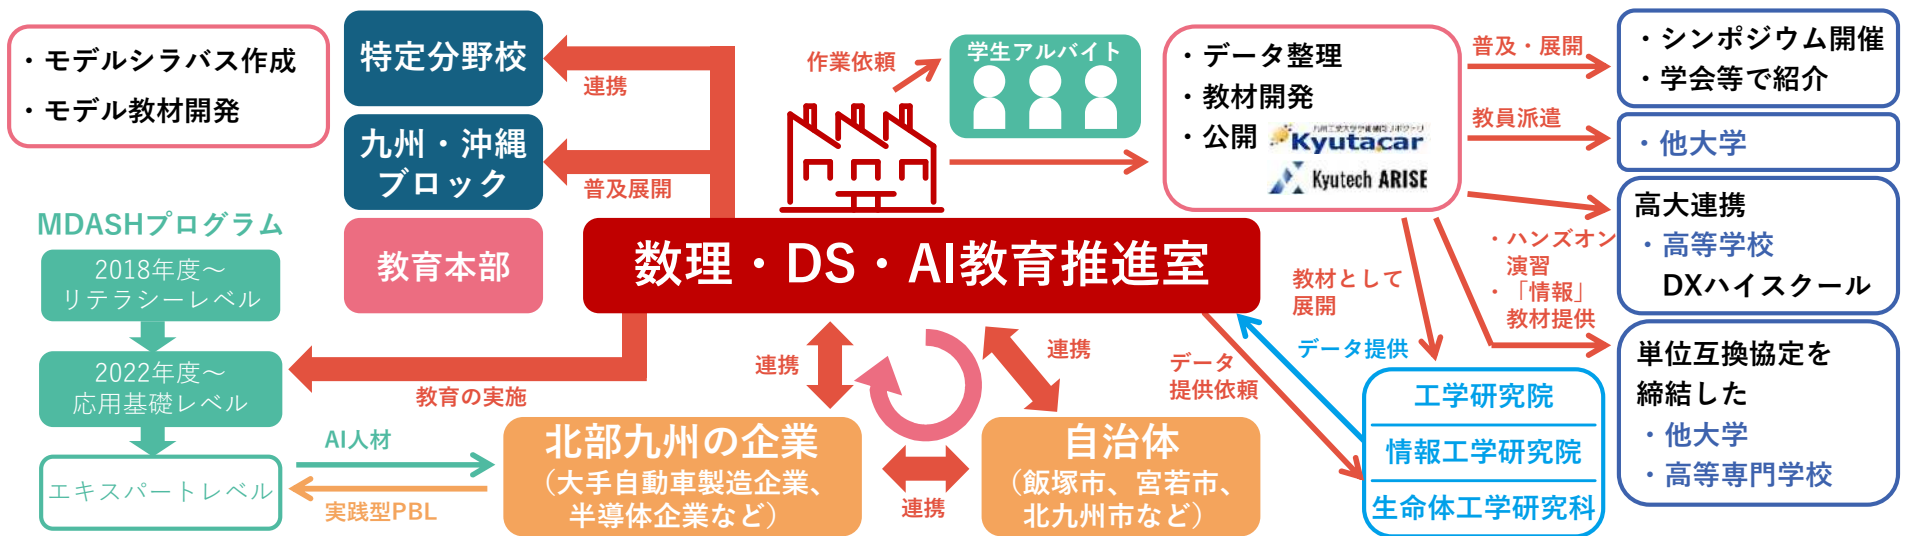 ・モデルシラバス作成
・モデル教材開発
特定分野校
連携
九州・沖縄
ブロック
普及展開
教育本部
MDASHプログラム
2018年度～
リテラシーレベル
2022年度～
応用基礎レベル
エキスパートレベル
教育の実施
AI人材
実践型PBL
作業依頼
学生アルバイト
数理・DS・AI教育推進室
連携
連携
連携
北部九州の企業
（大手自動車製造企業、
半導体企業など）
自治体
（飯塚市、宮若市、
北九州市など）
・データ整理
・教材開発
・公開
九州工業大学学術機関リポジトリ
Kyutacar
Kyutech ARISE
教材として
展開
データ提供
データ
提供依頼
工学研究院
情報工学研究院
生命体工学研究科
普及・展開
教員派遣
・ハンズオン
演習
・「情報」
教材提供
・シンポジウム開催
・学会等で紹介
・他大学
高大連携
・高等学校
DXハイスクール
単位互換協定を
締結した
・他大学
・高等専門学校